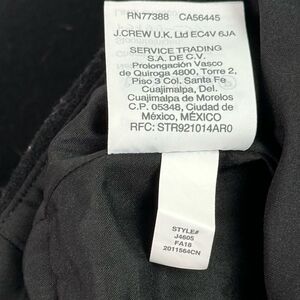 RN77388 CA56445
J.CREW U.K. Ltd EC4V 6JA
SERVICE TRADING
S.A. DE C.V.
Prolongación Vasco
de Quiroga 4800, Torre 2,
Piso 3 Col. Santa Fe
Cuajimalpa, Del.
Cuajimalpa de Morelos
C.P. 05348, Ciudad de
México, MÉXICO
RFC: STR921014AR0
STYLE#
J4605
FA18
2011564CN